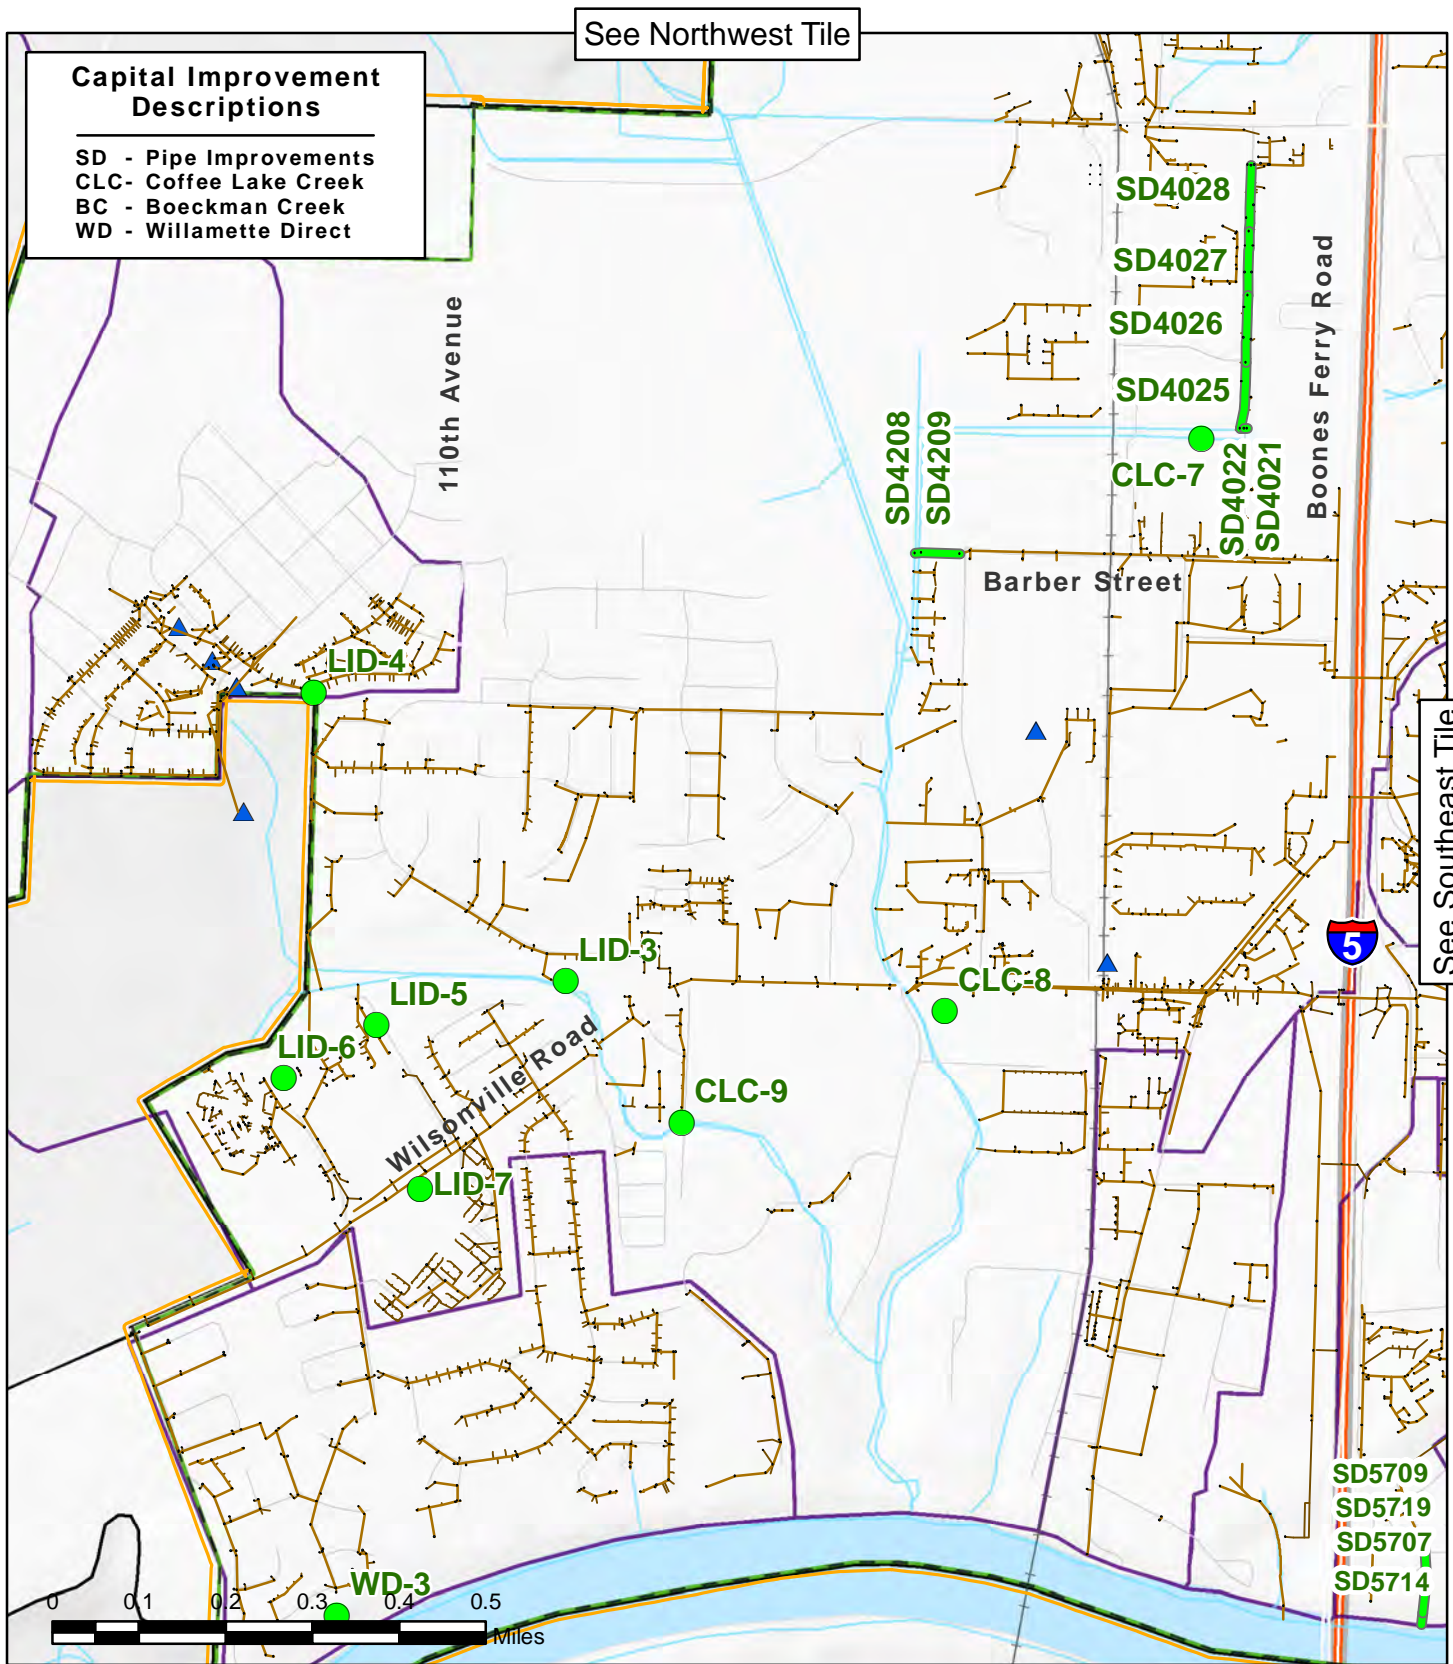 See Northwest Tile
Capital Improvement
Descriptions
SD - Pipe Improvements
CLC- Coffee Lake Creek
BC - Boeckman Creek
WD - Willamette Direct
SD4028
SD4027
SD4026
SD4025
110th Avenue
Boones Ferry Road
SD4208
SD4209
CLC-7
SD4022
SD4021
Barber Street
LID-4
See Southeast Tile
5
LID-3
LID-5
CLC-8
LID-6
Wilsonville Road
CLC-9
LID-7
SD5709
SD5719
SD5707
SD5714
WD-3
0 0.1 0.2 0.3 0.4 0.5
Miles